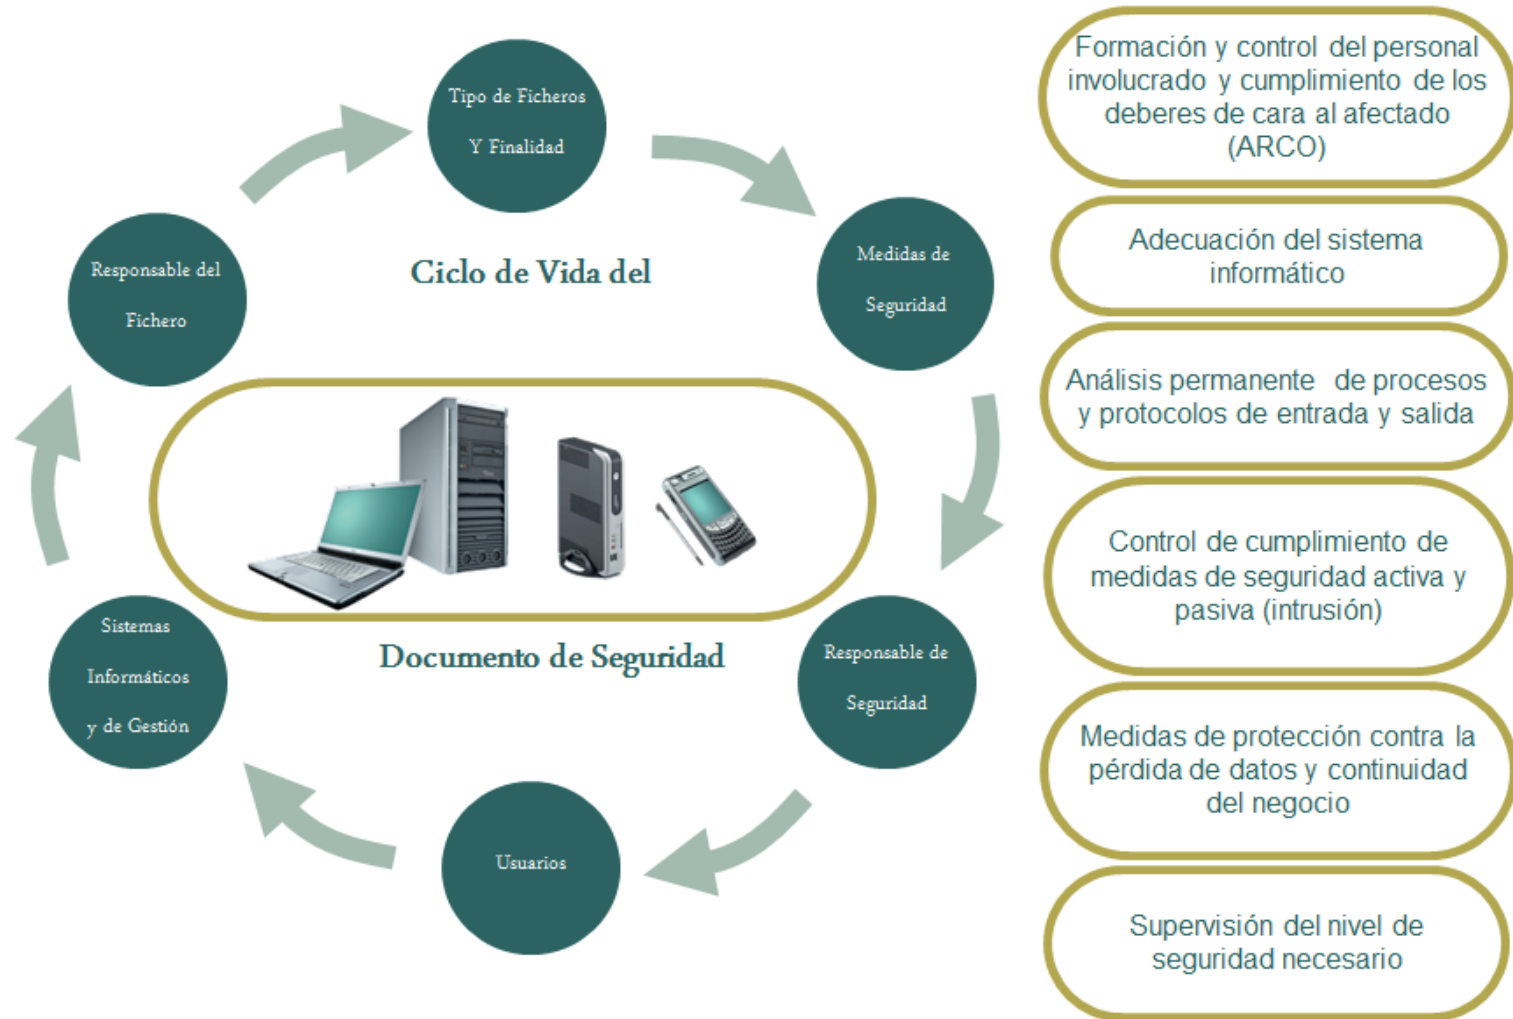 Tipo de Ficheros
Y Finalidad
Medidas de
Seguridad
Responsable de
Seguridad
Usuarios
Sistemas
Informáticos
y de Gestión
Responsable del
Fichero
Ciclo de Vida del
Documento de Seguridad
Formación y control del personal
involucrado y cumplimiento de los
deberes de cara al afectado
(ARCO)
Adecuación del sistema
informático
Análisis permanente de procesos
y protocolos de entrada y salida
Control de cumplimiento de
medidas de seguridad activa y
pasiva (intrusión)
Medidas de protección contra la
pérdida de datos y continuidad
del negocio
Supervisión del nivel de
seguridad necesario